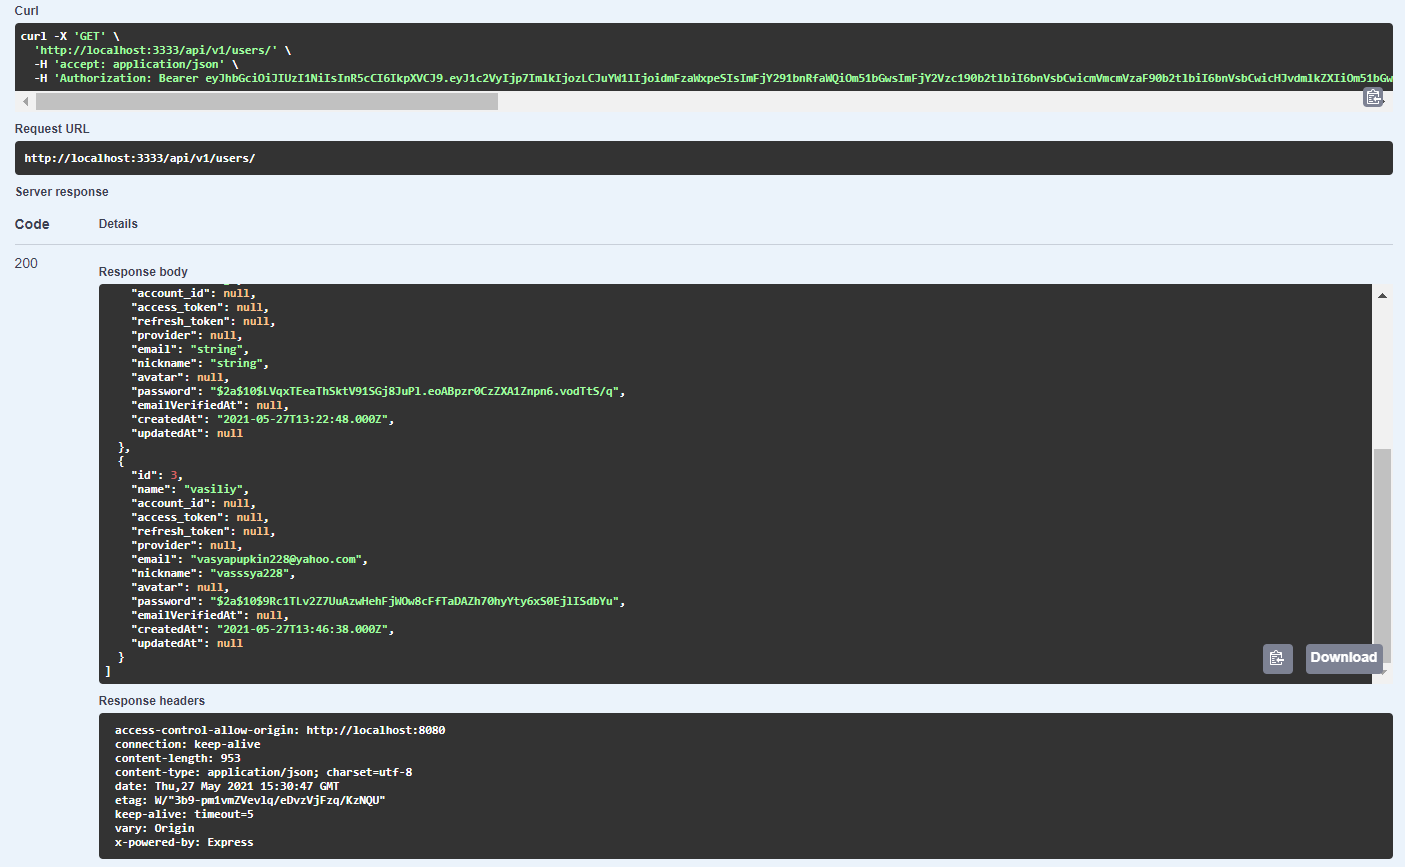 Curl
curl -X 'GET' \
'http://localhost:3333/api/v1/users/' \
-H 'accept: application/json' \
-H 'Authorization: Bearer eyJhbGciOiJIUzI1NiIsInR5cCI6IkpXVCJ9.eyJ1c2VyIjp7ImlkIjozLCJuYW1lIjoidmFzaWxpeSIsImFjY291bnRfaWQiOm51bGwsImFjY2Vzc190b2tlbiI6bnVsbCwicmVmcmVzaF90b2tlbiI6bnVsbCwicHJvdmlkZXIiOm51bGw
Request URL
http://localhost:3333/api/v1/users/
Server response
Code Details
200
Response body
"account_id": null,
"access_token": null,
"refresh_token": null,
"provider": null,
"email": "string",
"nickname": "string",
"avatar": null,
"password": "$2a$10$LVqxTEeaThSktV91SGj8JuPl.eoABpzr0CzZXA1Znpn6.vodTtS/q",
"emailVerifiedAt": null,
"createdAt": "2021-05-27T13:22:48.000Z",
"updatedAt": null
},
{
"id": 3,
"name": "vasiliy",
"account_id": null,
"access_token": null,
"refresh_token": null,
"provider": null,
"email": "vasyapupkin228@yahoo.com",
"nickname": "vasssya228",
"avatar": null,
"password": "$2a$10$9Rc1TLv2Z7UuAzwHehFjWOw8cFfTaDAZh70hyYty6xS0EjlISdbYu",
"emailVerifiedAt": null,
"createdAt": "2021-05-27T13:46:38.000Z",
"updatedAt": null
}
]
Download
Response headers
access-control-allow-origin: http://localhost:8080
connection: keep-alive
content-length: 953
content-type: application/json; charset=utf-8
date: Thu,27 May 2021 15:30:47 GMT
etag: W/"3b9-pm1vmZVevlq/eDvzVjFzq/KzNQU"
keep-alive: timeout=5
vary: Origin
x-powered-by: Express